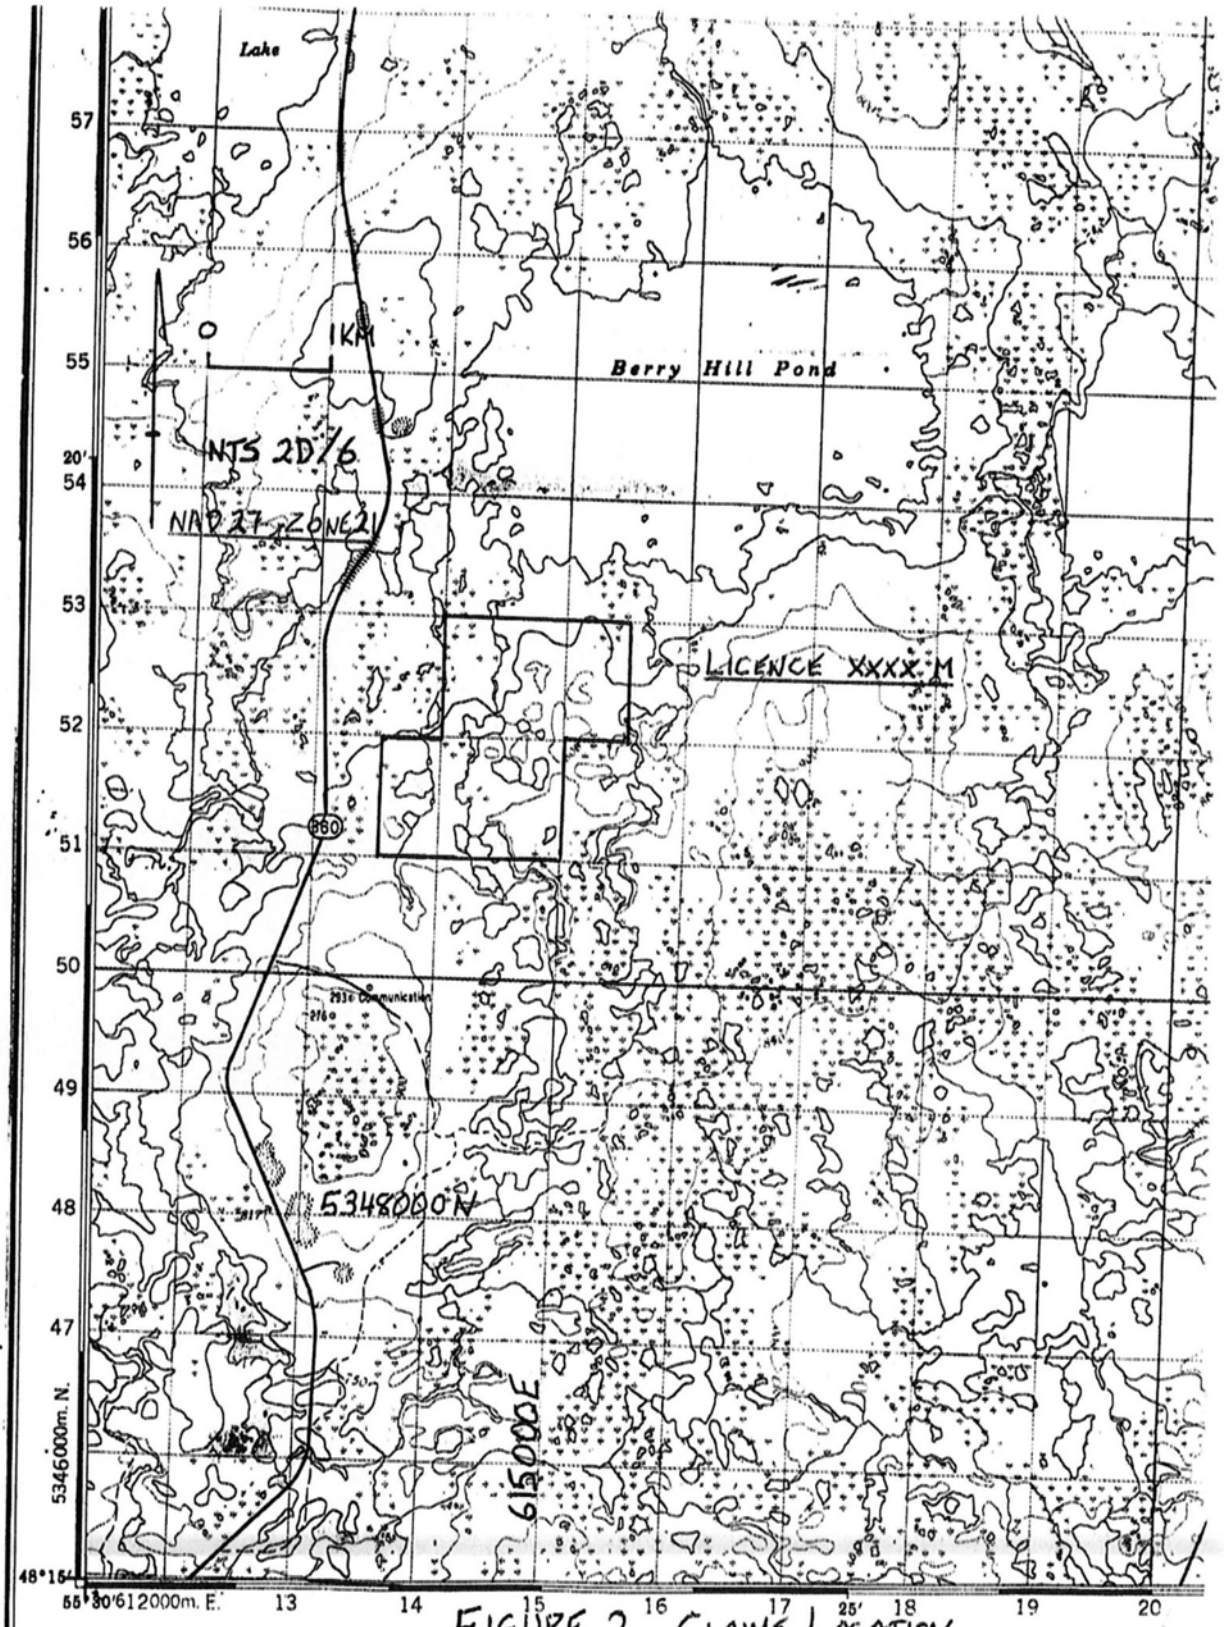 Lake
57
56
0 1KM
55
Berry Hill Pond
NTS 2D/6
20'
54
NAD 27, ZONE 21
53
LICENCE XXXX M
52
360
51
50
Communication
49
5348000N
48
47
615000E
5346000m. N.
48°15'
55°30' 612000m. E. 13 14 15 16 25' 18 19 20
FIGURE 2 CLAIMS LOCATION